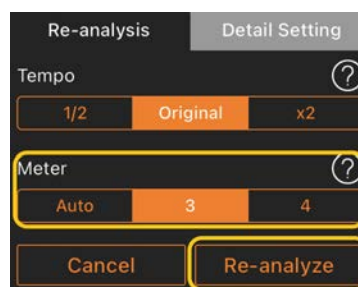 Re-analysis Detail Setting
Tempo ?
1/2 Original x2
Meter ?
Auto 3 4
Cancel Re-analyze